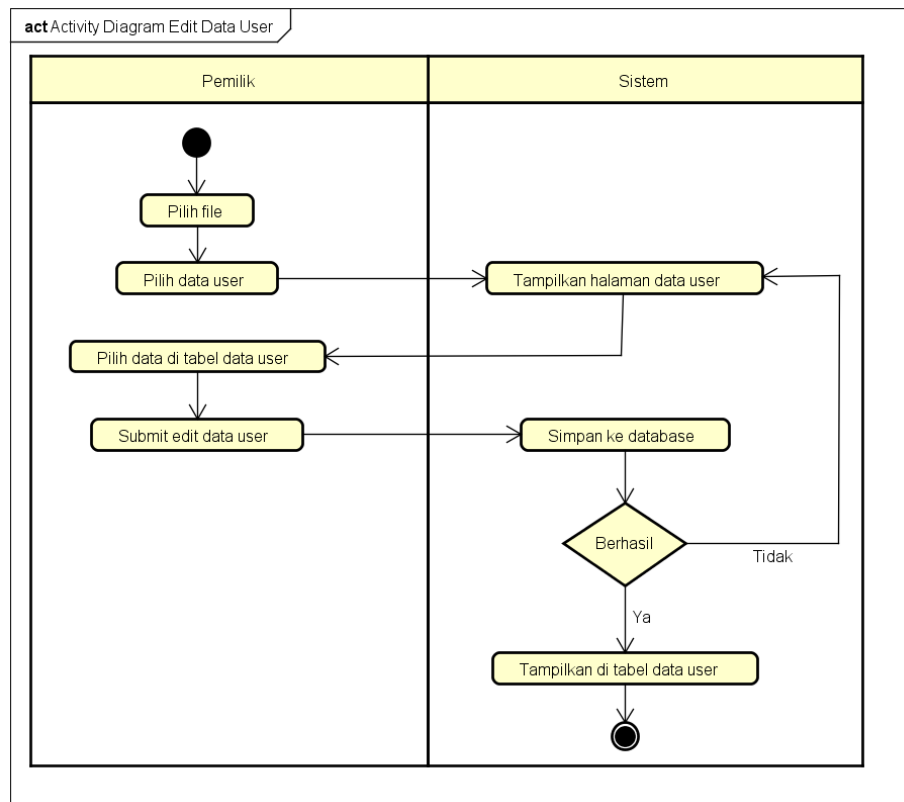 act Activity Diagram Edit Data User
Pemilik
Sistem
Pilih file
Pilih data user
Tampilkan halaman data user
Pilih data di tabel data user
Submit edit data user
Simpan ke database
Berhasil
Tidak
Ya
Tampilkan di tabel data user